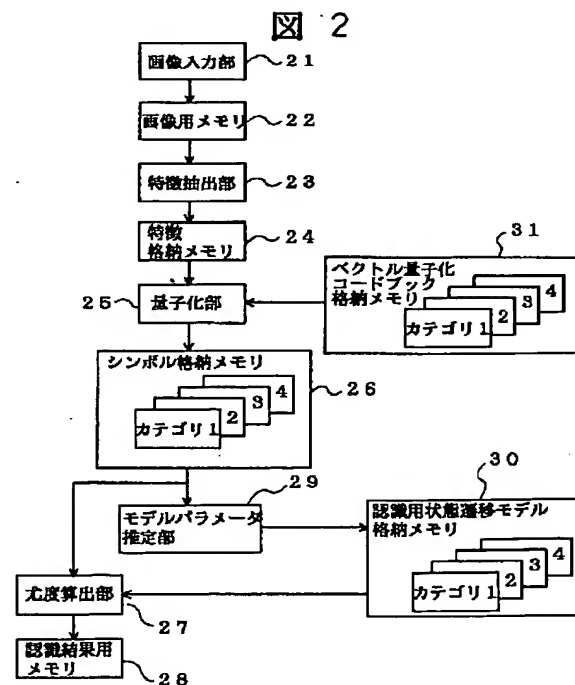 図 2
画像入力部
21
画像用メモリ
22
特徴抽出部
23
特徴
格納メモリ
24
31
ベクトル量子化
コードブック
格納メモリ
4
3
2
カテゴリ1
25
量子化部
シンボル格納メモリ
4
3
2
カテゴリ1
26
29
モデルパラメータ
推定部
30
認識用状態遷移モデル
格納メモリ
4
3
2
カテゴリ1
尤度算出部
27
認識結果用
メモリ
28